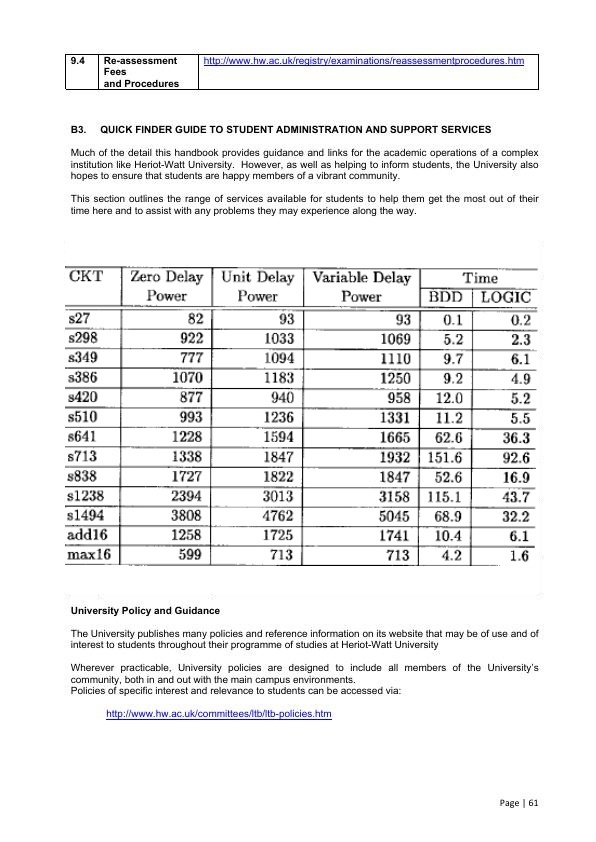 9.4 Re-assessment http://www.hw.ac.uk/registry/examinations/reassessmentprocedures.htm
Fees
and Procedures
B3. QUICK FINDER GUIDE TO STUDENT ADMINISTRATION AND SUPPORT SERVICES
Much of the detail this handbook provides guidance and links for the academic operations of a complex
institution like Heriot-Watt University. However, as well as helping to inform students, the University also
hopes to ensure that students are happy members of a vibrant community.
This section outlines the range of services available for students to help them get the most out of their
time here and to assist with any problems they may experience along the way.
CKT Zero Delay Unit Delay Variable Delay Time
Power Power Power BDD LOGIC
s27 82 93 93 0.1 0.2
s298 922 1033 1069 5.2 2.3
s349 777 1094 1110 9.7 6.1
s386 1070 1183 1250 9.2 4.9
s420 877 940 958 12.0 5.2
s510 993 1236 1331 11.2 5.5
s641 1228 1594 1665 62.6 36.3
s713 1338 1847 1932 151.6 92.6
s838 1727 1822 1847 52.6 16.9
s1238 2394 3013 3158 115.1 43.7
s1494 3808 4762 5045 68.9 32.2
add16 1258 1725 1741 10.4 6.1
max16 599 713 713 4.2 1.6
University Policy and Guidance
The University publishes many policies and reference information on its website that may be of use and of
interest to students throughout their programme of studies at Heriot-Watt University
Wherever practicable, University policies are designed to include all members of the University's
community, both in and out with the main campus environments.
Policies of specific interest and relevance to students can be accessed via:
http://www.hw.ac.uk/committees/ltb/ltb-policies.htm
Page | 61